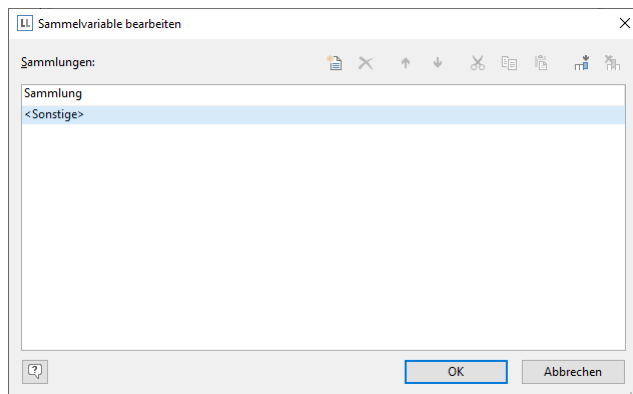 LL Sammelvariable bearbeiten
Sammlungen:
Sammlung
<Sonstige>
OK
Abbrechen